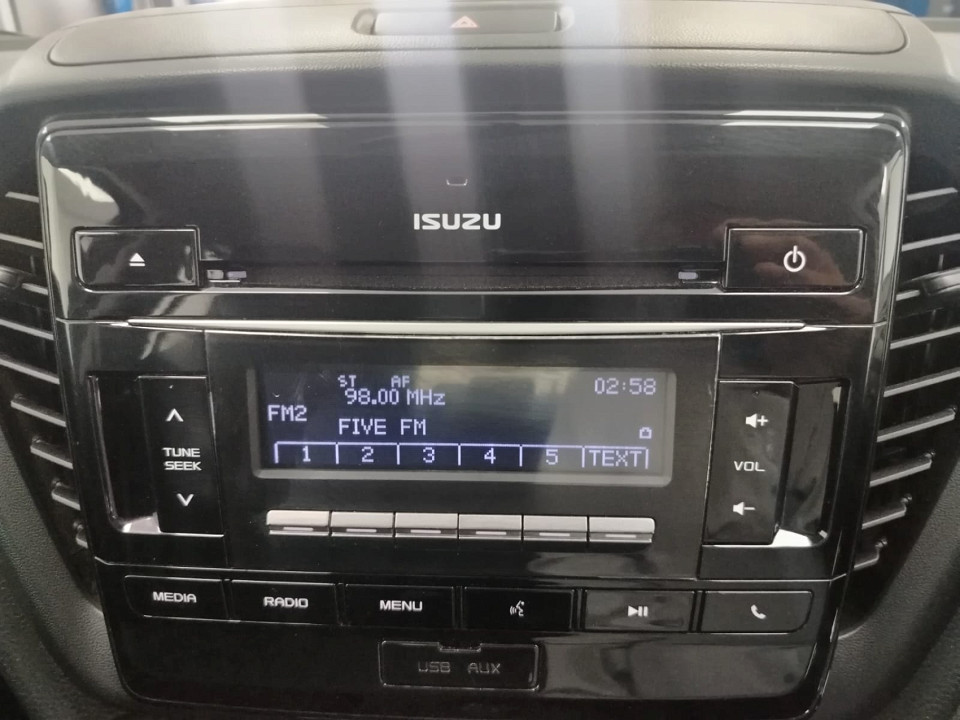 ISUZU
ST AF
98.00 MHz
02:58
FM2
FIVE FM
1 2 3 4 5 TEXT
TUNE
SEEK
VOL
MEDIA RADIO MENU
USB AUX